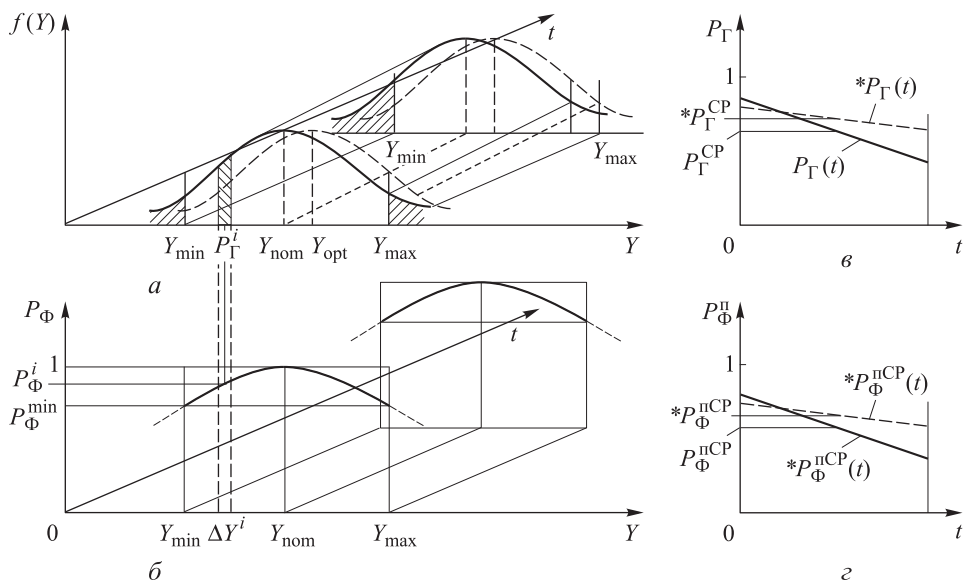 f(Y)
t
Y_min
Y_max
Y_min P_Г^i Y_nom Y_opt Y_max Y
а
P_Г
1
*P_Г(t)
*P_Г^СР
P_Г^СР
P_Г(t)
0
t
в
P_Ф
t
1
P_Ф^i
P_Ф^min
0 Y_min ΔY^i Y_nom Y_max Y
б
P_Ф^п
1
*P_Ф^пСР(t)
*P_Ф^пСР
P_Ф^пСР
*P_Ф^пСР(t)
0
t
г